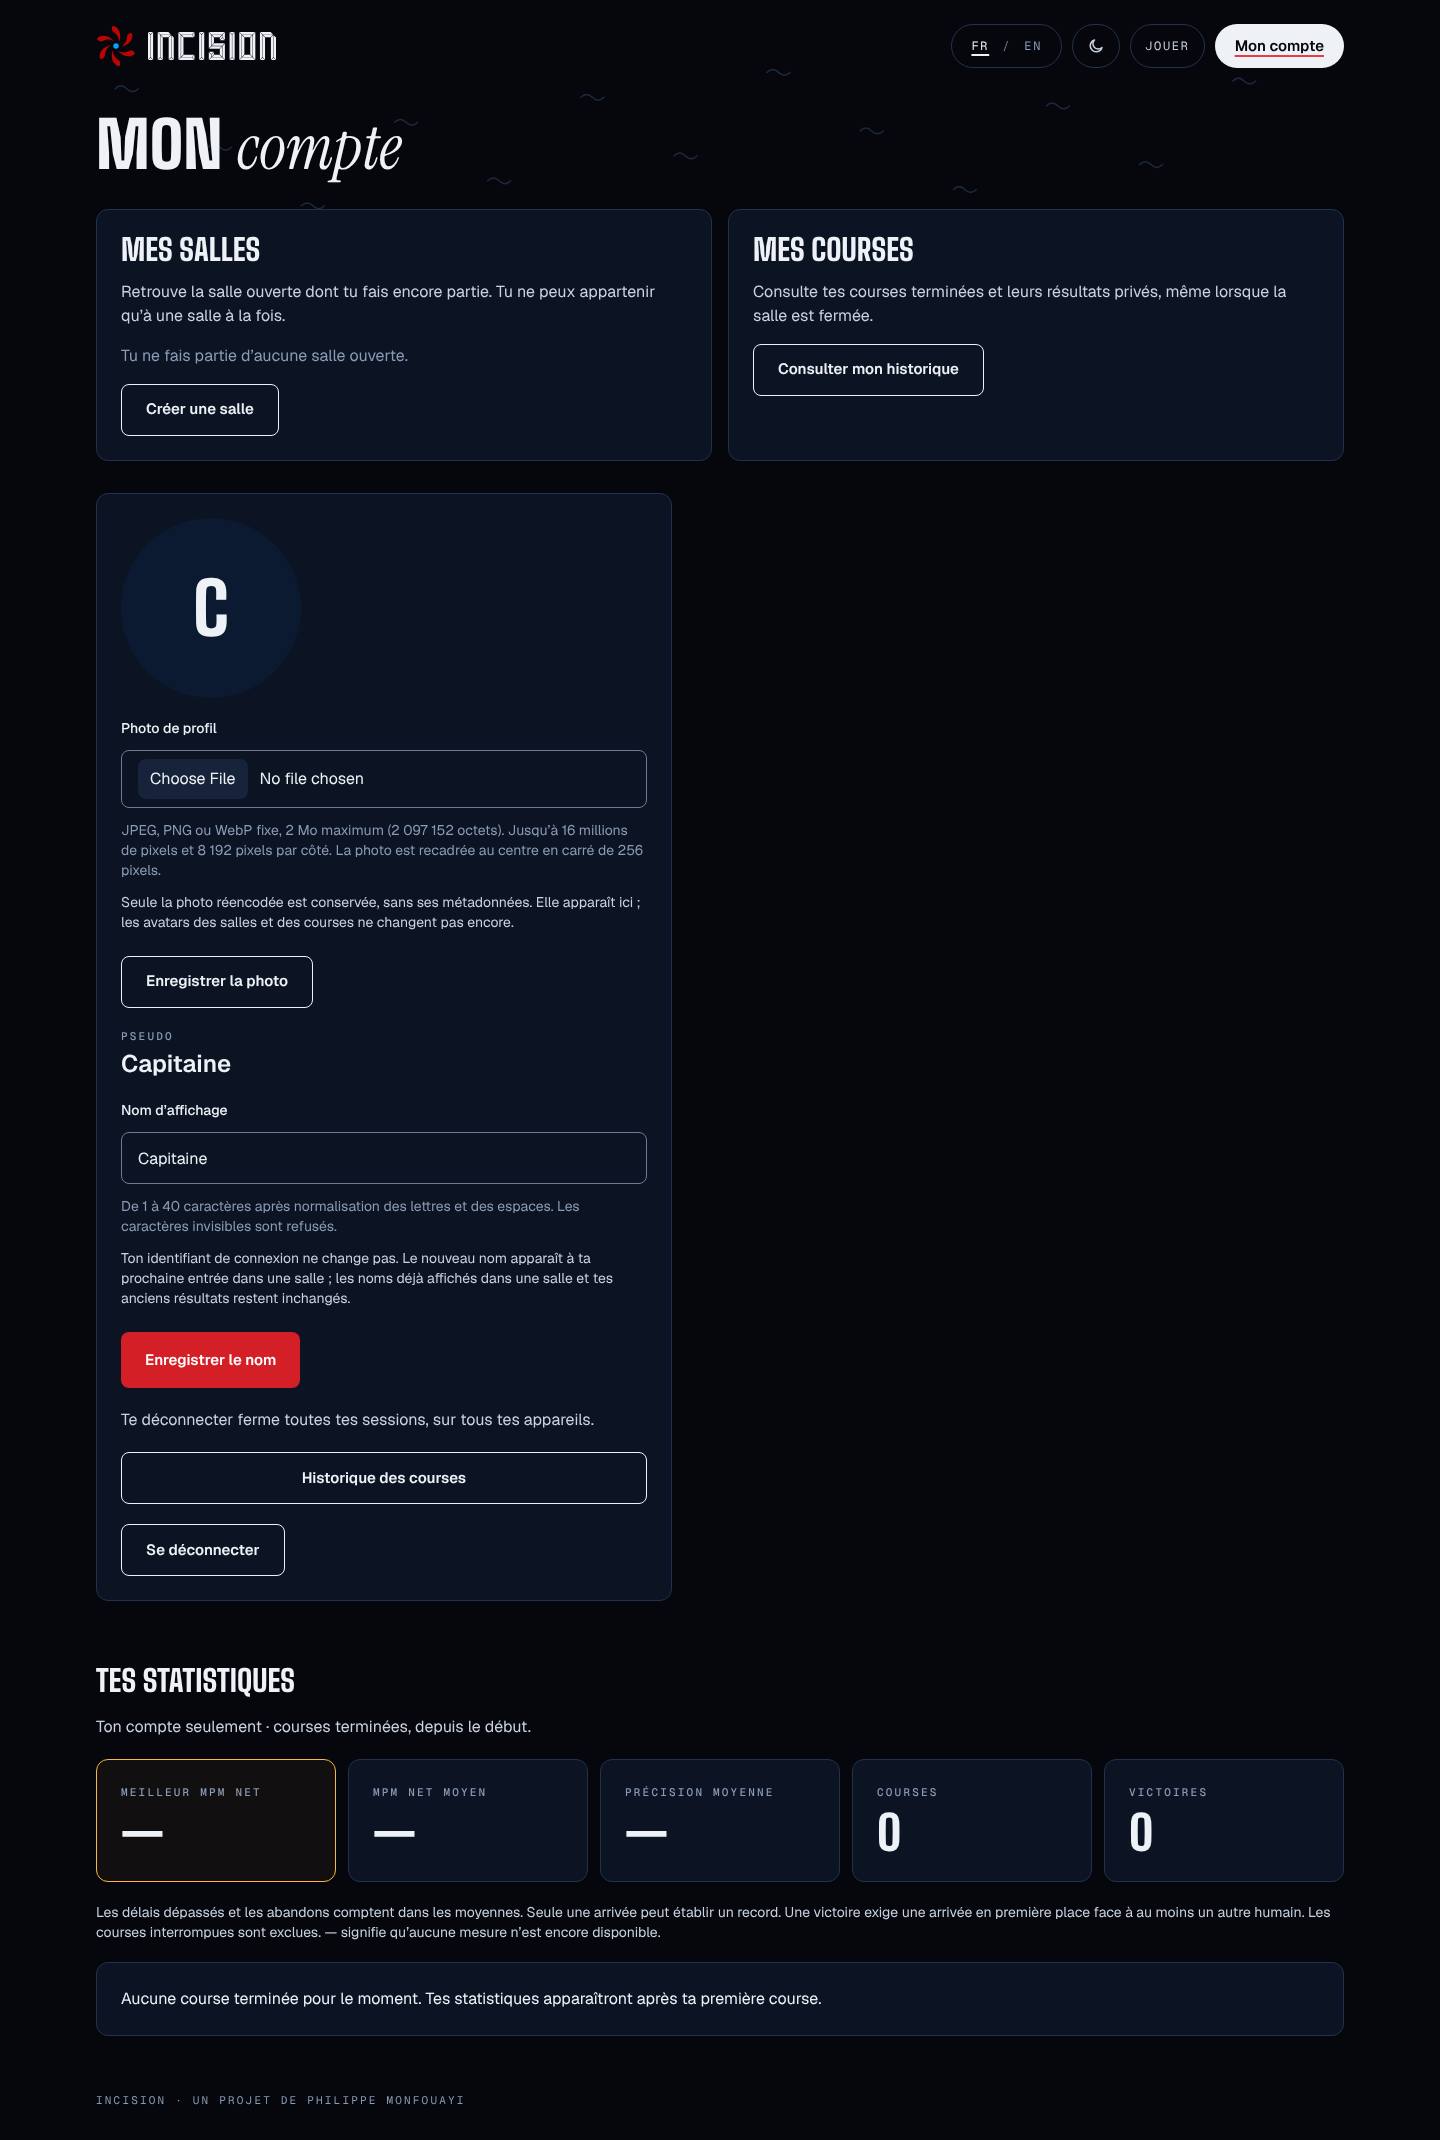 INCISION
FR / EN
JOUER
Mon compte
MON compte
MES SALLES
Retrouve la salle ouverte dont tu fais encore partie. Tu ne peux appartenir
qu’à une salle à la fois.
Tu ne fais partie d’aucune salle ouverte.
Créer une salle
MES COURSES
Consulte tes courses terminées et leurs résultats privés, même lorsque la
salle est fermée.
Consulter mon historique
C
Photo de profil
Choose File No file chosen
JPEG, PNG ou WebP fixe, 2 Mo maximum (2 097 152 octets). Jusqu’à 16 millions
de pixels et 8 192 pixels par côté. La photo est recadrée au centre en carré de 256
pixels.
Seule la photo réencodée est conservée, sans ses métadonnées. Elle apparaît ici ;
les avatars des salles et des courses ne changent pas encore.
Enregistrer la photo
PSEUDO
Capitaine
Nom d’affichage
Capitaine
De 1 à 40 caractères après normalisation des lettres et des espaces. Les
caractères invisibles sont refusés.
Ton identifiant de connexion ne change pas. Le nouveau nom apparaît à ta
prochaine entrée dans une salle ; les noms déjà affichés dans une salle et tes
anciens résultats restent inchangés.
Enregistrer le nom
Te déconnecter ferme toutes tes sessions, sur tous tes appareils.
Historique des courses
Se déconnecter
TES STATISTIQUES
Ton compte seulement · courses terminées, depuis le début.
MEILLEUR MPM NET
—
MPM NET MOYEN
—
PRÉCISION MOYENNE
—
COURSES
0
VICTOIRES
0
Les délais dépassés et les abandons comptent dans les moyennes. Seule une arrivée peut établir un record. Une victoire exige une arrivée en première place face à au moins un autre humain. Les
courses interrompues sont exclues. — signifie qu’aucune mesure n’est encore disponible.
Aucune course terminée pour le moment. Tes statistiques apparaîtront après ta première course.
INCISION · UN PROJET DE PHILIPPE MONFOUAYI